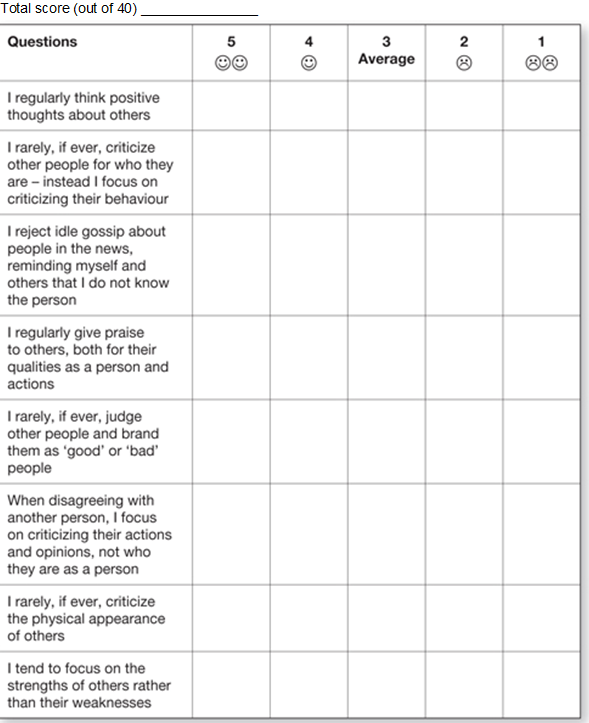 Total score (out of 40) _______________
Questions 5 4 3 2 1
Average
I regularly think positive
thoughts about others
I rarely, if ever, criticize
other people for who they
are – instead I focus on
criticizing their behaviour
I reject idle gossip about
people in the news,
reminding myself and
others that I do not know
the person
I regularly give praise
to others, both for their
qualities as a person and
actions
I rarely, if ever, judge
other people and brand
them as ‘good’ or ‘bad’
people
When disagreeing with
another person, I focus
on criticizing their actions
and opinions, not who
they are as a person
I rarely, if ever, criticize
the physical appearance
of others
I tend to focus on the
strengths of others rather
than their weaknesses